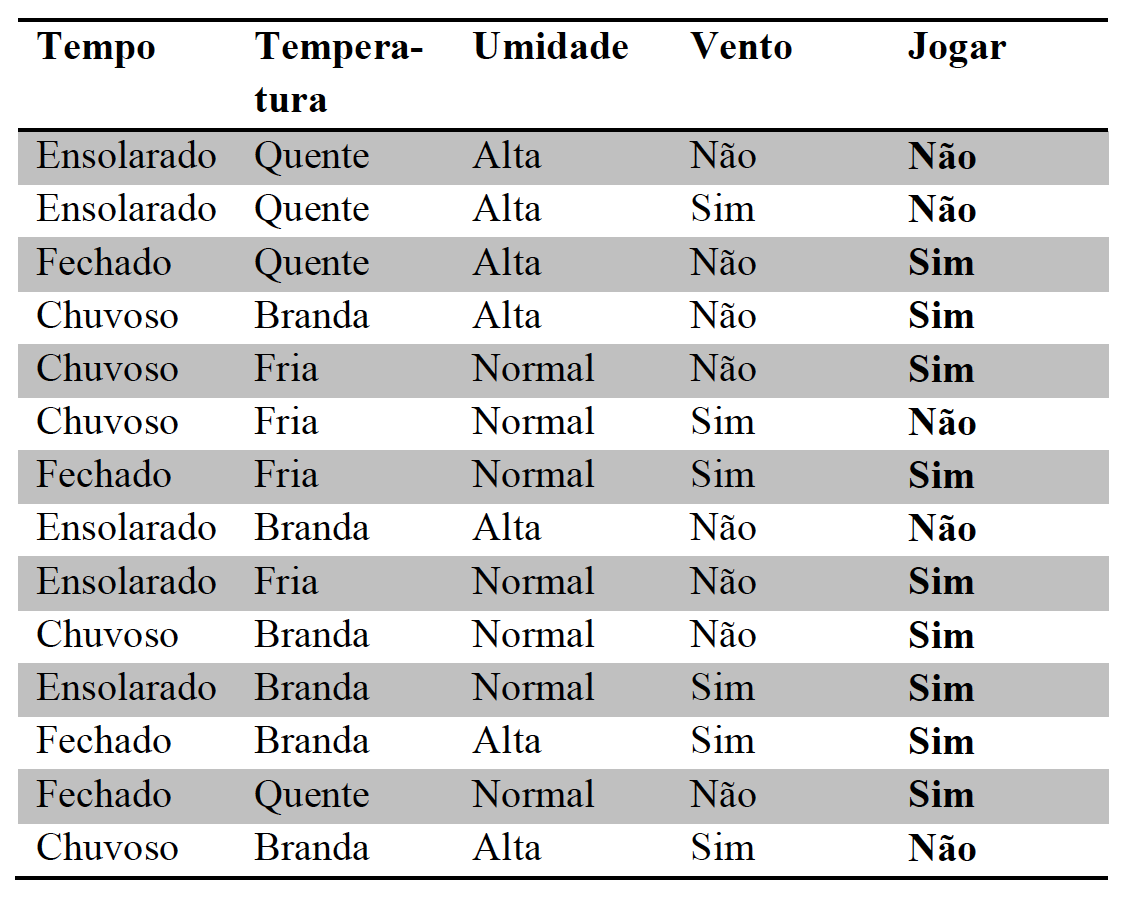 Tempo Tempera- Umidade Vento Jogar
tura
Ensolarado Quente Alta Não Não
Ensolarado Quente Alta Sim Não
Fechado Quente Alta Não Sim
Chuvoso Branda Alta Não Sim
Chuvoso Fria Normal Não Sim
Chuvoso Fria Normal Sim Não
Fechado Fria Normal Sim Sim
Ensolarado Branda Alta Não Não
Ensolarado Fria Normal Não Sim
Chuvoso Branda Normal Não Sim
Ensolarado Branda Normal Sim Sim
Fechado Branda Alta Sim Sim
Fechado Quente Normal Não Sim
Chuvoso Branda Alta Sim Não